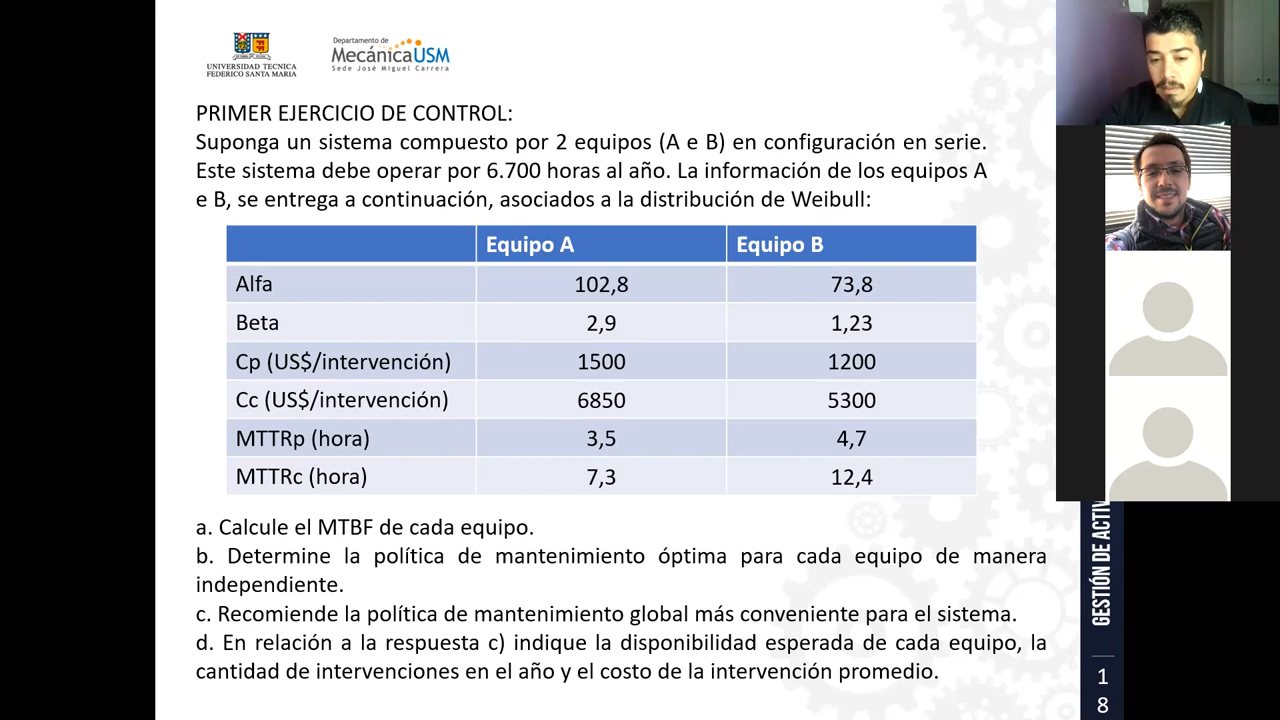 UNIVERSIDAD TECNICA
FEDERICO SANTA MARIA
Departamento de
MecánicaUSM
Sede José Miguel Carrera
PRIMER EJERCICIO DE CONTROL:
Suponga un sistema compuesto por 2 equipos (A e B) en configuración en serie.
Este sistema debe operar por 6.700 horas al año. La información de los equipos A
e B, se entrega a continuación, asociados a la distribución de Weibull:
Equipo A Equipo B
Alfa 102,8 73,8
Beta 2,9 1,23
Cp (US$/intervención) 1500 1200
Cc (US$/intervención) 6850 5300
MTTRp (hora) 3,5 4,7
MTTRc (hora) 7,3 12,4
a. Calcule el MTBF de cada equipo.
b. Determine la política de mantenimiento óptima para cada equipo de manera
independiente.
c. Recomiende la política de mantenimiento global más conveniente para el sistema.
d. En relación a la respuesta c) indique la disponibilidad esperada de cada equipo, la
cantidad de intervenciones en el año y el costo de la intervención promedio.
GESTIÓN DE ACTIV
1
8